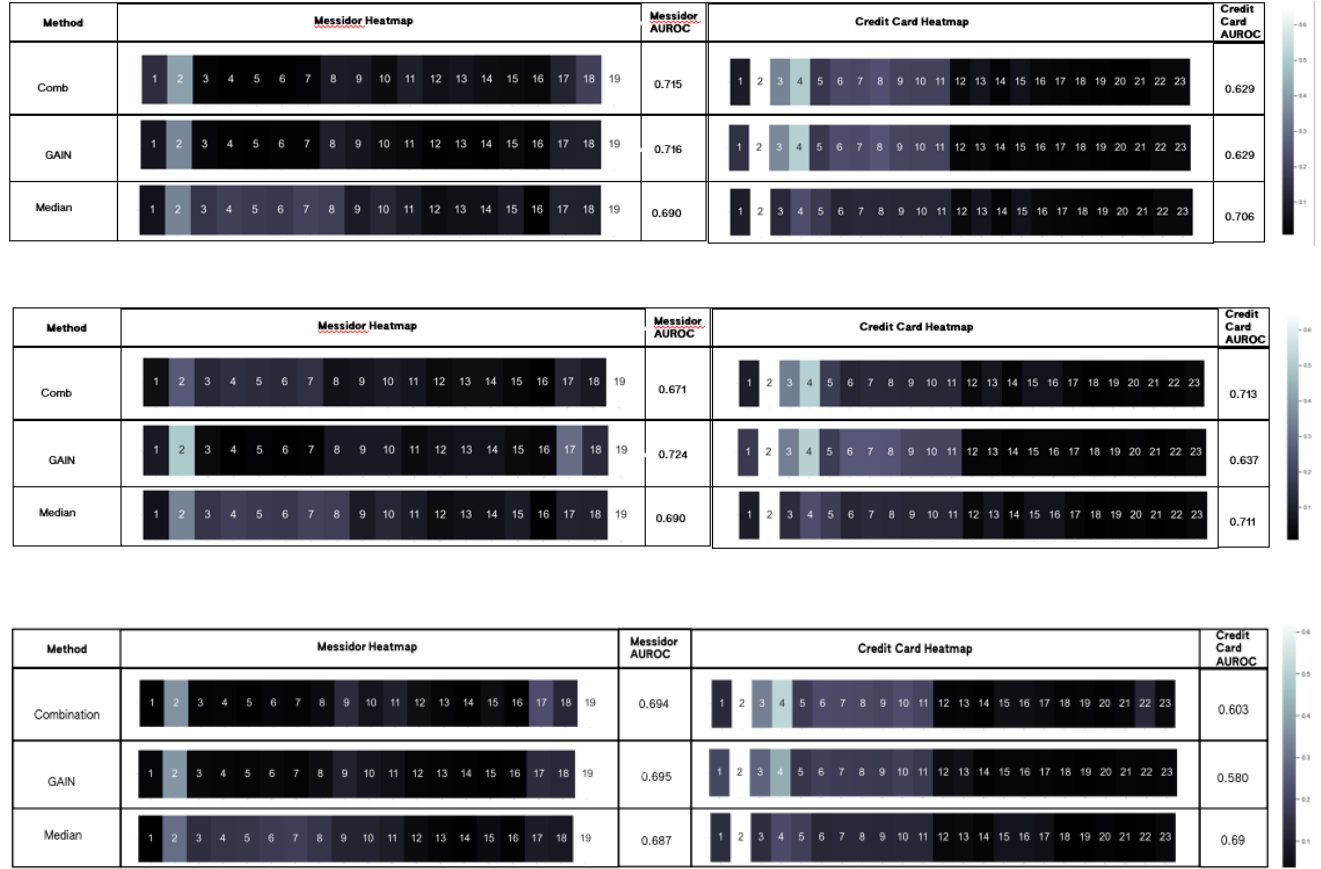 Method Messidor Heatmap Messidor AUROC Credit Card Heatmap Credit Card AUROC
Comb 1 2 3 4 5 6 7 8 9 10 11 12 13 14 15 16 17 18 19 0.715 1 2 3 4 5 6 7 8 9 10 11 12 13 14 15 16 17 18 19 20 21 22 23 0.629
GAIN 1 2 3 4 5 6 7 8 9 10 11 12 13 14 15 16 17 18 19 0.716 1 2 3 4 5 6 7 8 9 10 11 12 13 14 15 16 17 18 19 20 21 22 23 0.629
Median 1 2 3 4 5 6 7 8 9 10 11 12 13 14 15 16 17 18 19 0.690 1 2 3 4 5 6 7 8 9 10 11 12 13 14 15 16 17 18 19 20 21 22 23 0.706
Method Messidor Heatmap Messidor AUROC Credit Card Heatmap Credit Card AUROC
Comb 1 2 3 4 5 6 7 8 9 10 11 12 13 14 15 16 17 18 19 0.671 1 2 3 4 5 6 7 8 9 10 11 12 13 14 15 16 17 18 19 20 21 22 23 0.713
GAIN 1 2 3 4 5 6 7 8 9 10 11 12 13 14 15 16 17 18 19 0.724 1 2 3 4 5 6 7 8 9 10 11 12 13 14 15 16 17 18 19 20 21 22 23 0.637
Median 1 2 3 4 5 6 7 8 9 10 11 12 13 14 15 16 17 18 19 0.690 1 2 3 4 5 6 7 8 9 10 11 12 13 14 15 16 17 18 19 20 21 22 23 0.711
Method Messidor Heatmap Messidor AUROC Credit Card Heatmap Credit Card AUROC
Combination 1 2 3 4 5 6 7 8 9 10 11 12 13 14 15 16 17 18 19 0.694 1 2 3 4 5 6 7 8 9 10 11 12 13 14 15 16 17 18 19 20 21 22 23 0.603
GAIN 1 2 3 4 5 6 7 8 9 10 11 12 13 14 15 16 17 18 19 0.695 1 2 3 4 5 6 7 8 9 10 11 12 13 14 15 16 17 18 19 20 21 22 23 0.580
Median 1 2 3 4 5 6 7 8 9 10 11 12 13 14 15 16 17 18 19 0.687 1 2 3 4 5 6 7 8 9 10 11 12 13 14 15 16 17 18 19 20 21 22 23 0.69